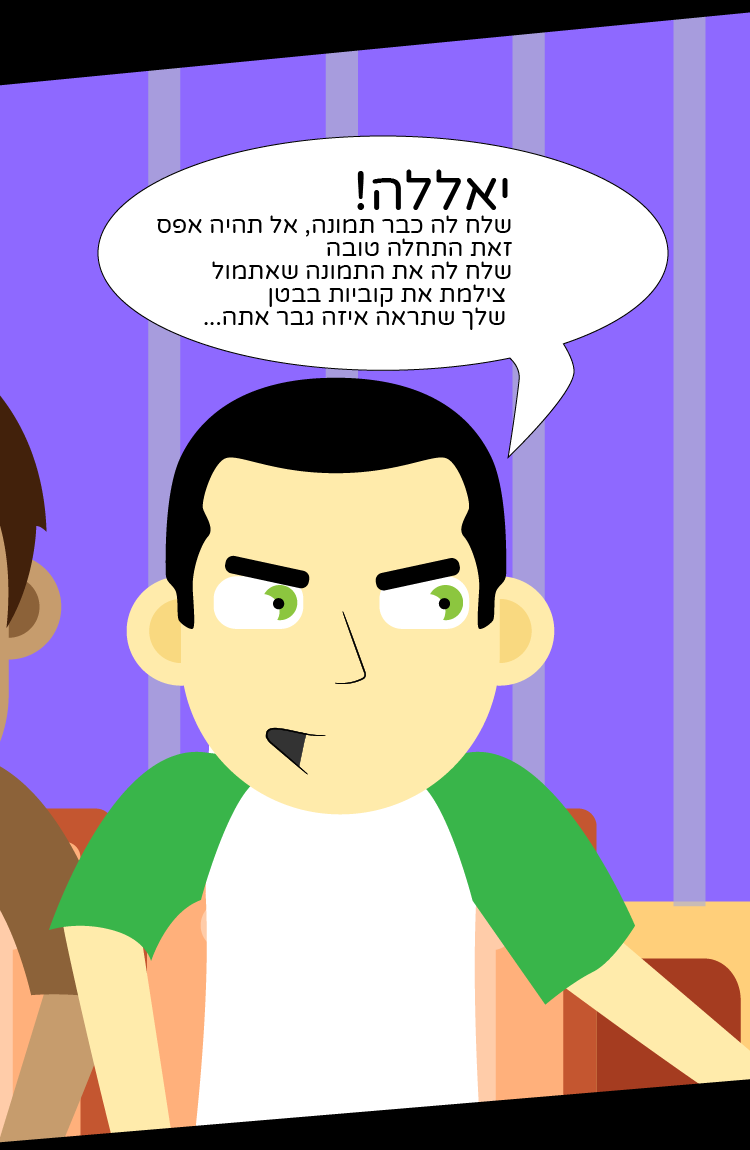 יאללה!
שלח לה כבר תמונה, אל תהיה אפס
זאת התחלה טובה
שלח לה את התמונה שאתמול
צילמת את קוביות בבטן
שלך שתראה איזה גבר אתה...